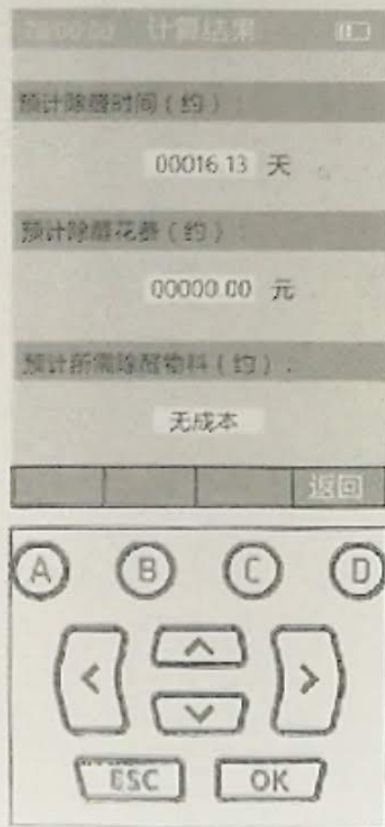 计算结果
预计除醛时间（约）：
00016.13 天
预计除醛花费（约）：
00000.00 元
预计所需除醛物料（约）：
无成本
返回
A B C D
ESC OK